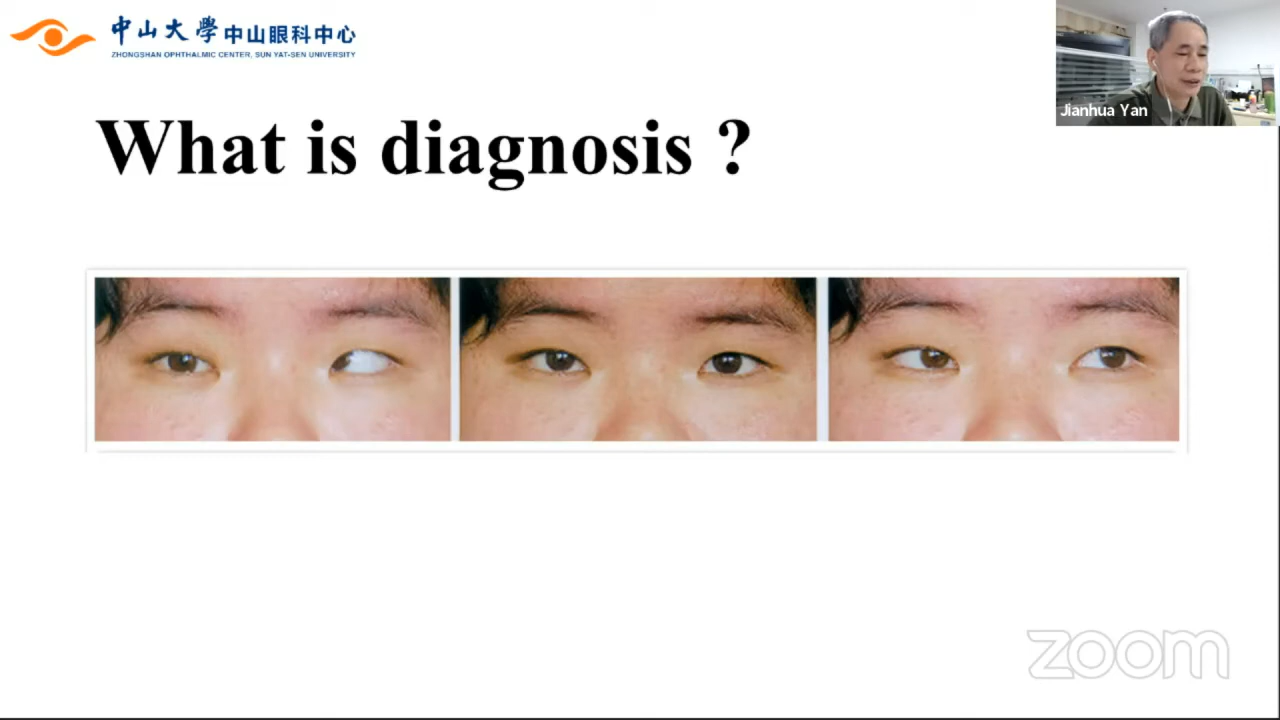 中山大學中山眼科中心
ZHONGSHAN OPHTHALMIC CENTER, SUN YAT-SEN UNIVERSITY
Jianhua Yan
What is diagnosis ?
zoom